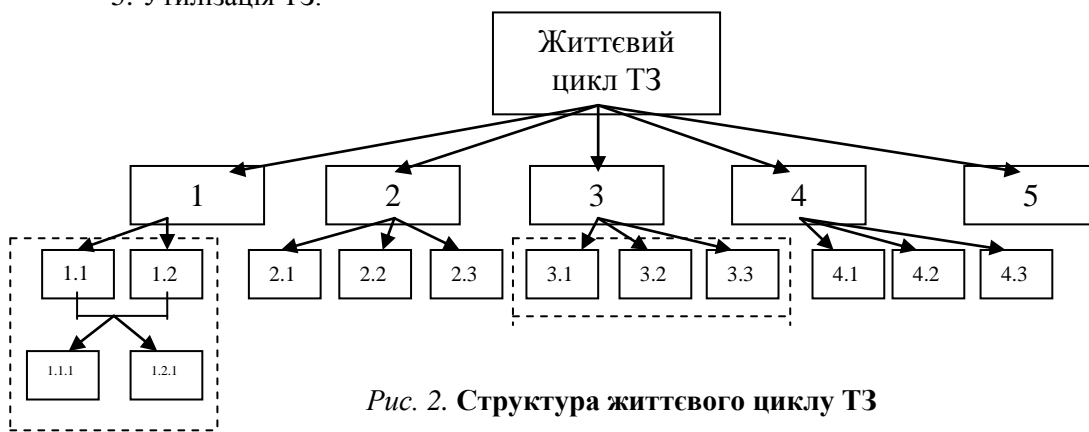 5. Утилізація ТЗ.
Життєвий
цикл ТЗ
1 2 3 4 5
1.1 1.2 2.1 2.2 2.3 3.1 3.2 3.3 4.1 4.2 4.3
1.1.1 1.2.1
Рис. 2. Структура життєвого циклу ТЗ